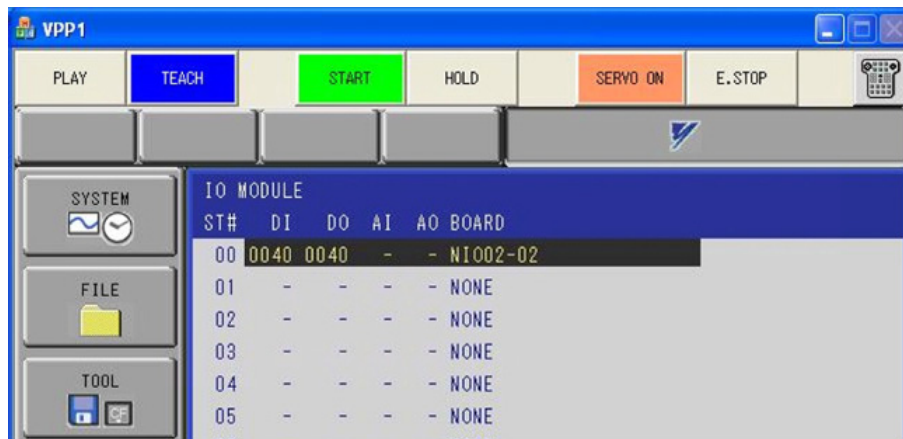 VPP1
PLAY TEACH START HOLD SERVO ON E.STOP
SYSTEM
FILE
TOOL
CF
IO MODULE
ST# DI DO AI AO BOARD
00 0040 0040 - - NIO02-02
01 - - - - NONE
02 - - - - NONE
03 - - - - NONE
04 - - - - NONE
05 - - - - NONE